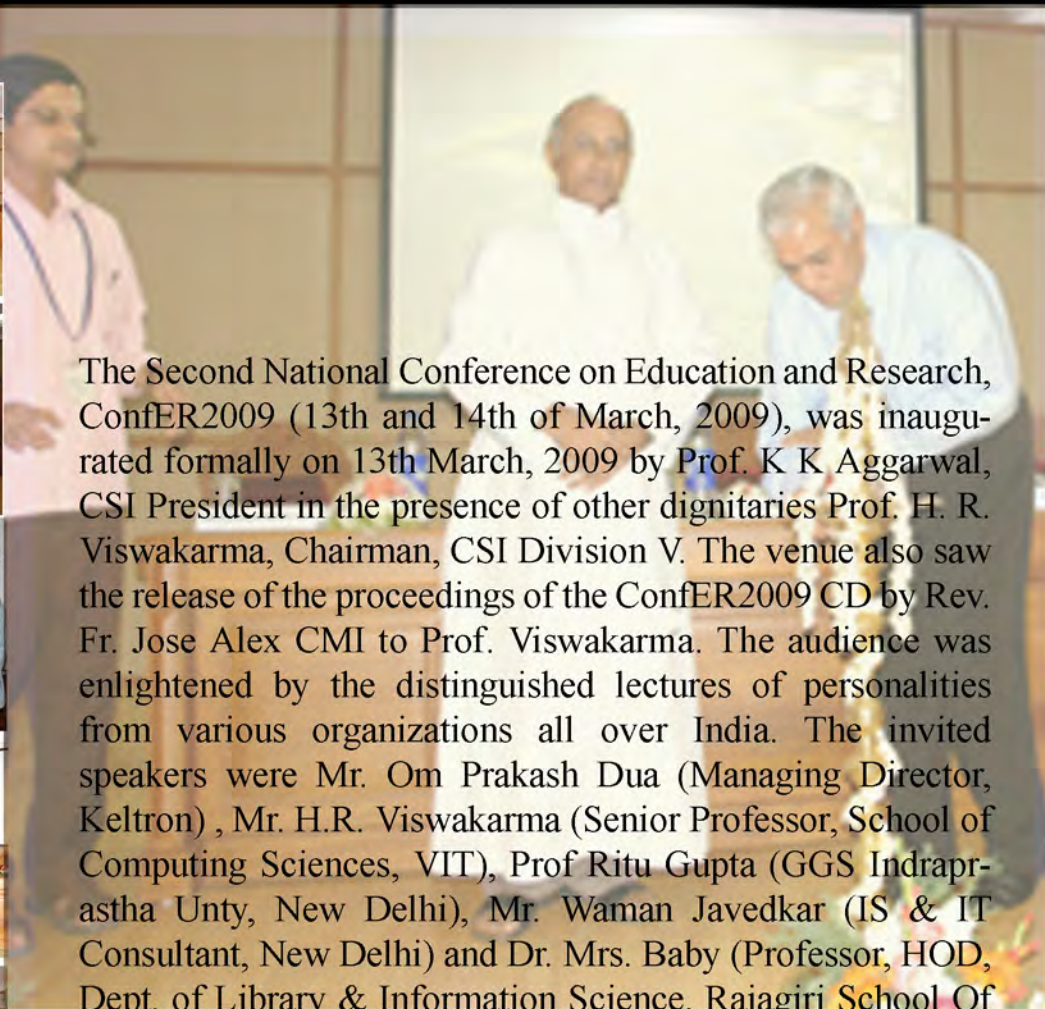 The Second National Conference on Education and Research,
ConfER2009 (13th and 14th of March, 2009), was inaugu-
rated formally on 13th March, 2009 by Prof. K K Aggarwal,
CSI President in the presence of other dignitaries Prof. H. R.
Viswakarma, Chairman, CSI Division V. The venue also saw
the release of the proceedings of the ConfER2009 CD by Rev.
Fr. Jose Alex CMI to Prof. Viswakarma. The audience was
enlightened by the distinguished lectures of personalities
from various organizations all over India. The invited
speakers were Mr. Om Prakash Dua (Managing Director,
Keltron) , Mr. H.R. Viswakarma (Senior Professor, School of
Computing Sciences, VIT), Prof Ritu Gupta (GGS Indrapr-
astha Unty, New Delhi), Mr. Waman Javedkar (IS & IT
Consultant, New Delhi) and Dr. Mrs. Baby (Professor, HOD,
Dept. of Library & Information Science, Rajagiri School Of